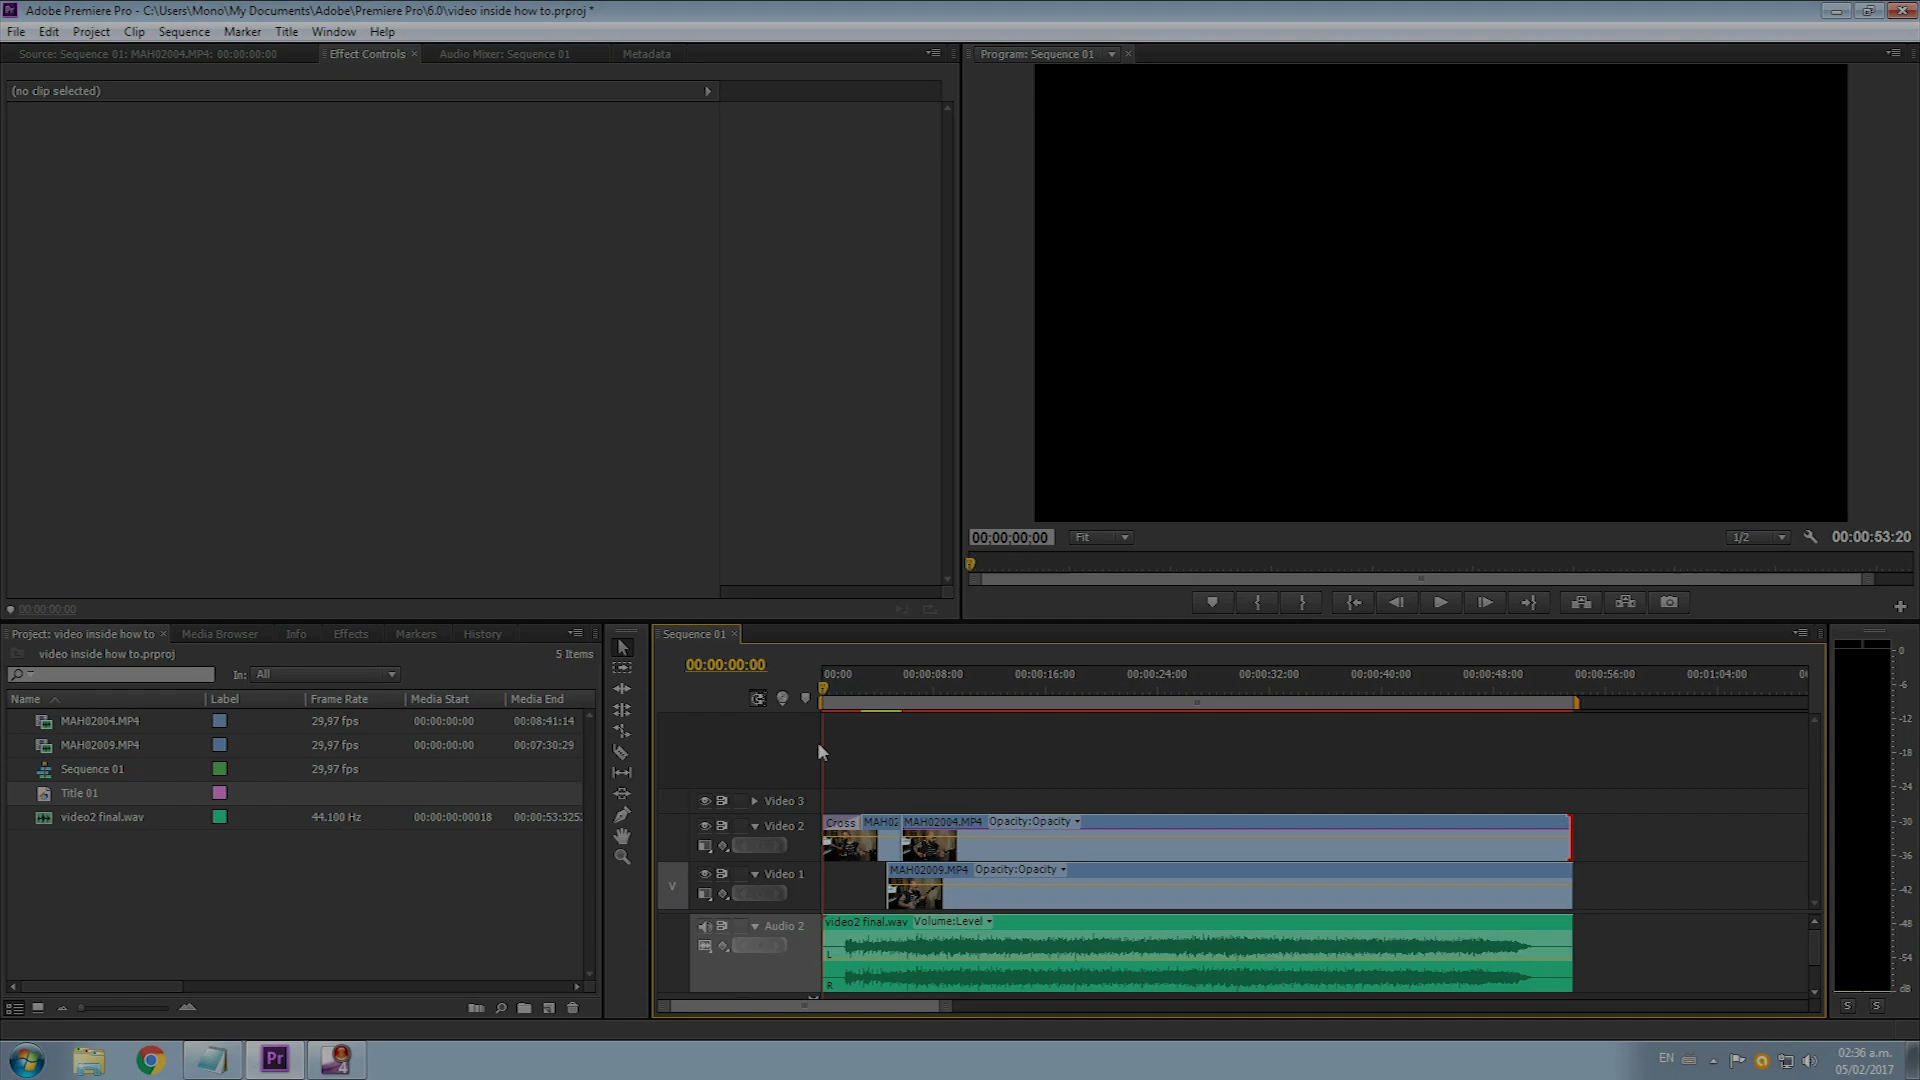 Adobe Premiere Pro - C:\Users\Mono\My Documents\Adobe\Premiere Pro\6.0\video inside how to.prproj *
File Edit Project Clip Sequence Marker Title Window Help
Source: Sequence 01: MAH02004.MP4: 00:00:00:00 Effect Controls Audio Mixer: Sequence 01 Metadata
Program: Sequence 01
(no clip selected)
00;00;00;00 Fit 1/2 00:00:53:20
00:00:00:00
Project: video inside how to Media Browser Info Effects Markers History
video inside how to.prproj 5 Items
In: All
Name Label Frame Rate Media Start Media End
MAH02004.MP4 29,97 fps 00:00:00:00 00:08:41:14
MAH02009.MP4 29,97 fps 00:00:00:00 00:07:30:29
Sequence 01 29,97 fps
Title 01
video2 final.wav 44.100 Hz 00:00:00:00018 00:00:53:325
Sequence 01
00:00:00:00
00:00 00:00:08:00 00:00:16:00 00:00:24:00 00:00:32:00 00:00:40:00 00:00:48:00 00:00:56:00 00:01:04:00
Video 3
Video 2 Cross MAH02 MAH02004.MP4 Opacity:Opacity
V Video 1 MAH02009.MP4 Opacity:Opacity
Audio 2 video2 final.wav Volume:Level
L
R
0
-6
-12
-18
-24
-30
-36
-42
-48
-54
dB
S S
Pr 4
EN 02:36 a.m.
05/02/2017